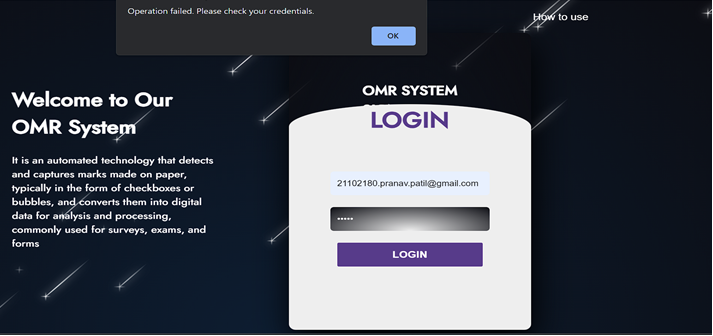 Operation failed. Please check your credentials.
OK
How to use
Welcome to Our
OMR System
It is an automated technology that detects
and captures marks made on paper,
typically in the form of checkboxes or
bubbles, and converts them into digital
data for analysis and processing,
commonly used for surveys, exams, and
forms
OMR SYSTEM
LOGIN
21102180.pranav.patil@gmail.com
•••••
LOGIN